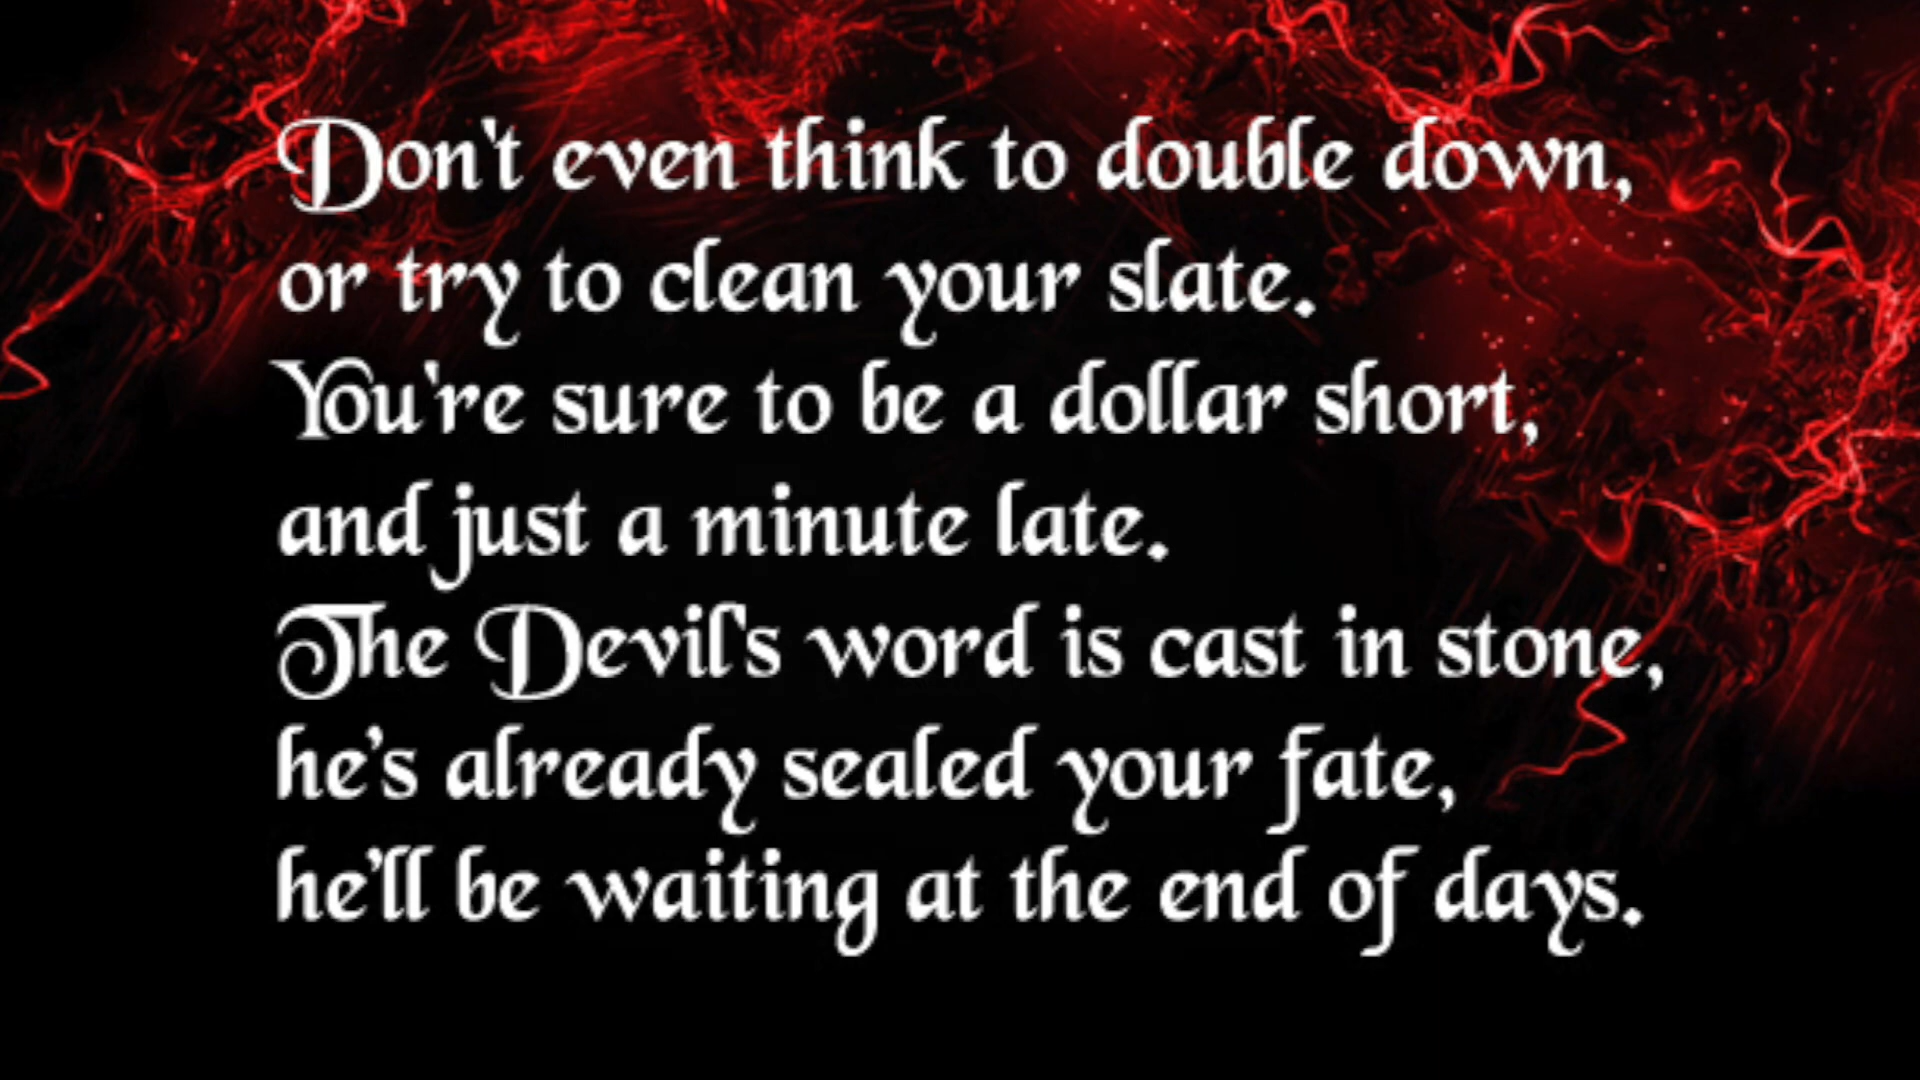 Don't even think to double down,
or try to clean your slate.
You're sure to be a dollar short,
and just a minute late.
The Devil's word is cast in stone,
he's already sealed your fate,
he'll be waiting at the end of days.